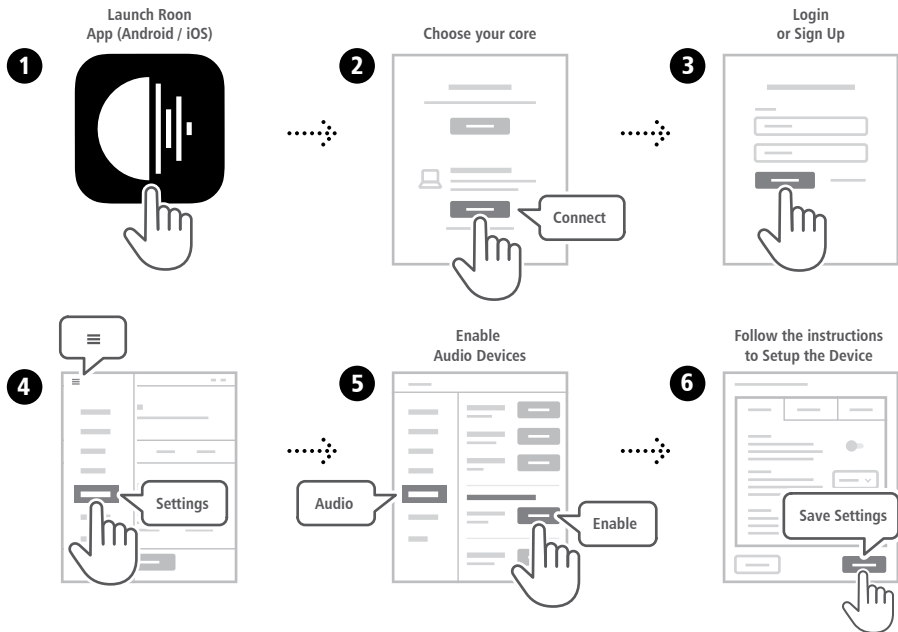 Launch Roon
App (Android / iOS)
Choose your core
Login
or Sign Up
1
2
3
Connect
≡
Enable
Audio Devices
Follow the instructions
to Setup the Device
4
5
6
≡
Settings
Audio
Enable
Save Settings